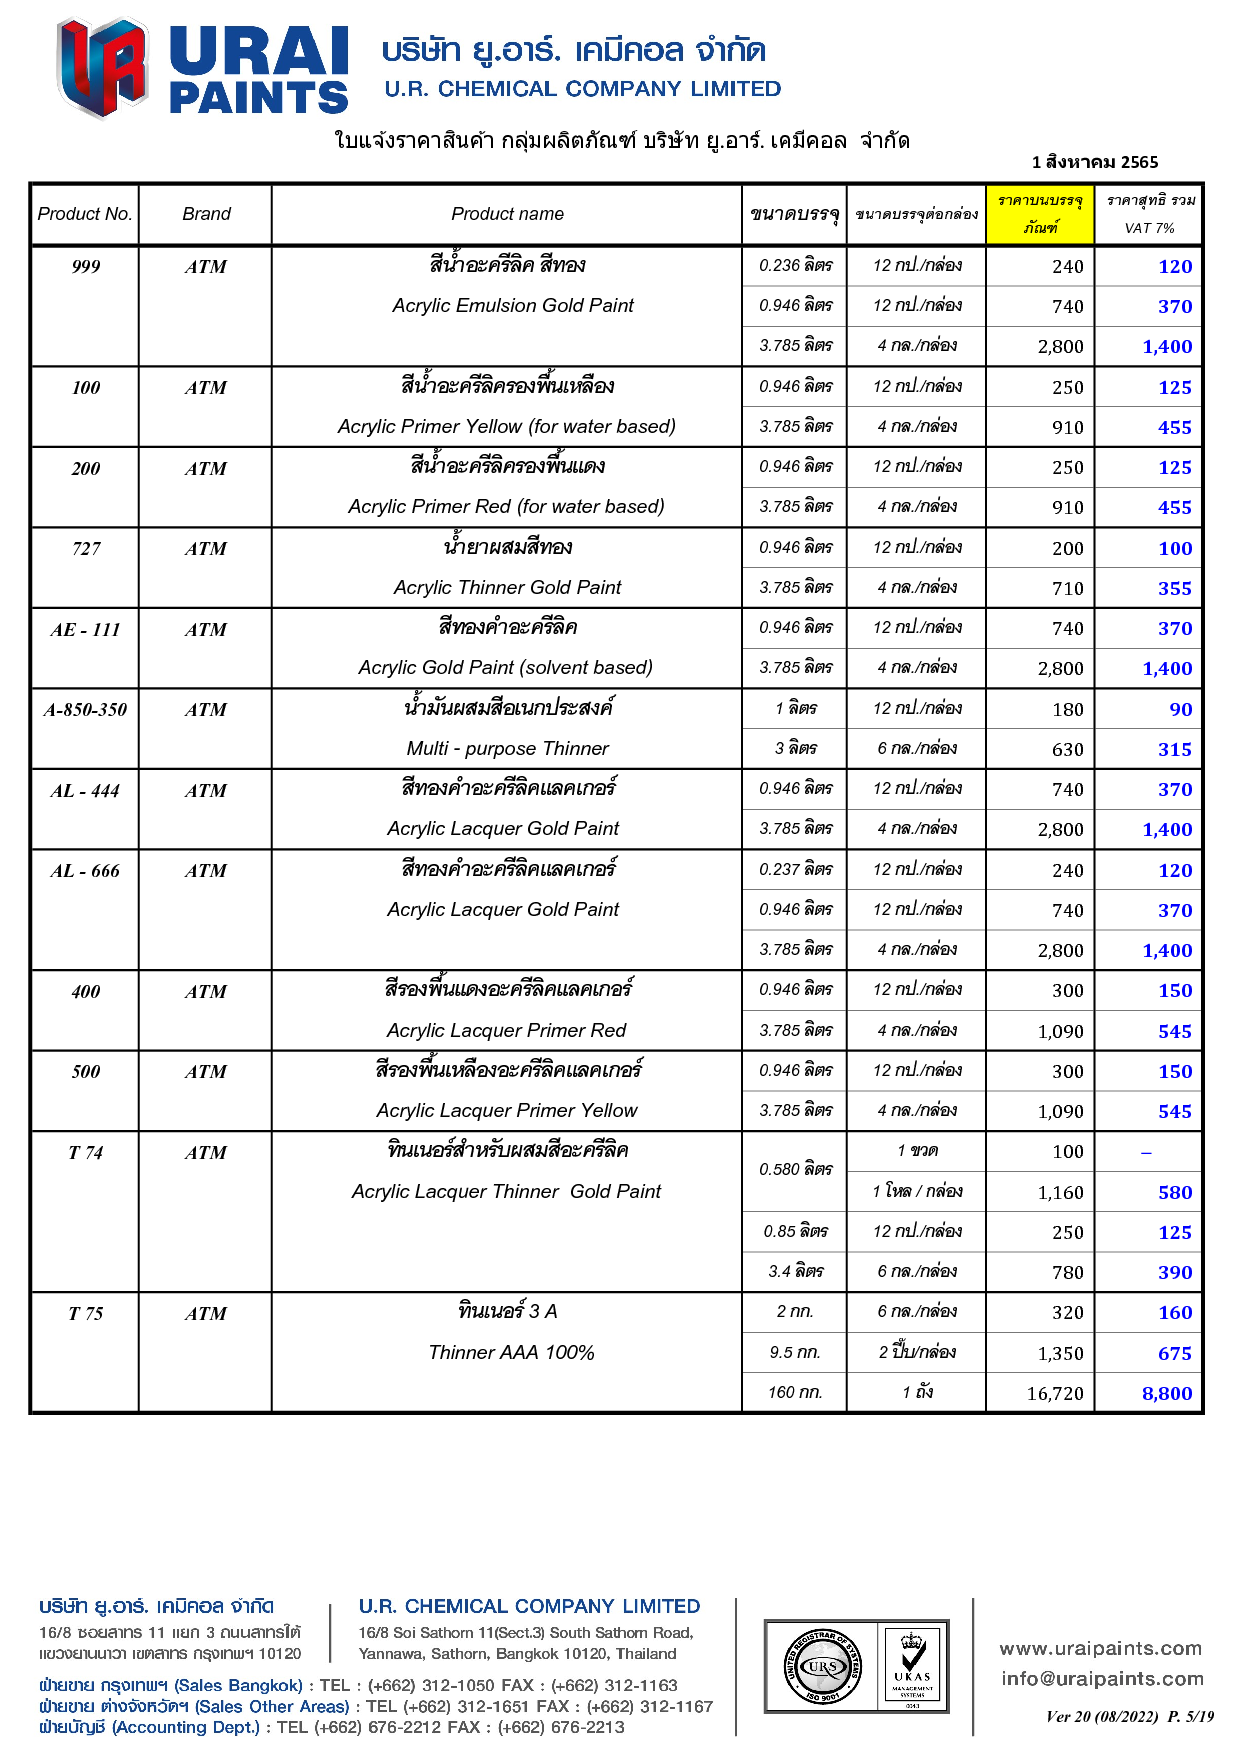 URAI
PAINTS
บริษัท ยู.อาร์. เคมีคอล จำกัด
U.R. CHEMICAL COMPANY LIMITED
ใบแจ้งราคาสินค้า กลุ่มผลิตภัณฑ์ บริษัท ยู.อาร์. เคมีคอล จำกัด
1 สิงหาคม 2565
Product No. Brand Product name ขนาดบรรจุ ขนาดบรรจุต่อกล่อง ราคาบนบรรจุภัณฑ์ ราคาสุทธิ รวม VAT 7%
999 ATM สีน้ำอะครีลิค สีทอง 0.236 ลิตร 12 กป./กล่อง 240 120
Acrylic Emulsion Gold Paint 0.946 ลิตร 12 กป./กล่อง 740 370
3.785 ลิตร 4 กล./กล่อง 2,800 1,400
100 ATM สีน้ำอะครีลิครองพื้นเหลือง 0.946 ลิตร 12 กป./กล่อง 250 125
Acrylic Primer Yellow (for water based) 3.785 ลิตร 4 กล./กล่อง 910 455
200 ATM สีน้ำอะครีลิครองพื้นแดง 0.946 ลิตร 12 กป./กล่อง 250 125
Acrylic Primer Red (for water based) 3.785 ลิตร 4 กล./กล่อง 910 455
727 ATM น้ำยาผสมสีทอง 0.946 ลิตร 12 กป./กล่อง 200 100
Acrylic Thinner Gold Paint 3.785 ลิตร 4 กล./กล่อง 710 355
AE - 111 ATM สีทองคำอะครีลิค 0.946 ลิตร 12 กป./กล่อง 740 370
Acrylic Gold Paint (solvent based) 3.785 ลิตร 4 กล./กล่อง 2,800 1,400
A-850-350 ATM น้ำมันผสมสีอเนกประสงค์ 1 ลิตร 12 กป./กล่อง 180 90
Multi - purpose Thinner 3 ลิตร 6 กล./กล่อง 630 315
AL - 444 ATM สีทองคำอะครีลิคแลคเกอร์ 0.946 ลิตร 12 กป./กล่อง 740 370
Acrylic Lacquer Gold Paint 3.785 ลิตร 4 กล./กล่อง 2,800 1,400
AL - 666 ATM สีทองคำอะครีลิคแลคเกอร์ 0.237 ลิตร 12 กป./กล่อง 240 120
Acrylic Lacquer Gold Paint 0.946 ลิตร 12 กป./กล่อง 740 370
3.785 ลิตร 4 กล./กล่อง 2,800 1,400
400 ATM สีรองพื้นแดงอะครีลิคแลคเกอร์ 0.946 ลิตร 12 กป./กล่อง 300 150
Acrylic Lacquer Primer Red 3.785 ลิตร 4 กล./กล่อง 1,090 545
500 ATM สีรองพื้นเหลืองอะครีลิคแลคเกอร์ 0.946 ลิตร 12 กป./กล่อง 300 150
Acrylic Lacquer Primer Yellow 3.785 ลิตร 4 กล./กล่อง 1,090 545
T 74 ATM ทินเนอร์สำหรับผสมสีอะครีลิค 0.580 ลิตร 1 ขวด 100 –
Acrylic Lacquer Thinner Gold Paint 1 โหล / กล่อง 1,160 580
0.85 ลิตร 12 กป./กล่อง 250 125
3.4 ลิตร 6 กล./กล่อง 780 390
T 75 ATM ทินเนอร์ 3 A 2 กก. 6 กล./กล่อง 320 160
Thinner AAA 100% 9.5 กก. 2 ปี๊บ/กล่อง 1,350 675
160 กก. 1 ถัง 16,720 8,800
บริษัท ยู.อาร์. เคมิคอล จำกัด
16/8 ซอยสาทร 11 แยก 3 ถนนสาทรใต้
แขวงยานนาวา เขตสาทร กรุงเทพฯ 10120
U.R. CHEMICAL COMPANY LIMITED
16/8 Soi Sathorn 11(Sect.3) South Sathorn Road,
Yannawa, Sathorn, Bangkok 10120, Thailand
ฝ่ายขาย กรุงเทพฯ (Sales Bangkok) : TEL : (+662) 312-1050 FAX : (+662) 312-1163
ฝ่ายขาย ต่างจังหวัดฯ (Sales Other Areas) : TEL (+662) 312-1651 FAX : (+662) 312-1167
ฝ่ายบัญชี (Accounting Dept.) : TEL (+662) 676-2212 FAX : (+662) 676-2213
UNITED REGISTRAR OF SYSTEMS
URS
ISO 9001
UKAS
MANAGEMENT
SYSTEMS
0043
www.uraipaints.com
info@uraipaints.com
Ver 20 (08/2022) P. 5/19